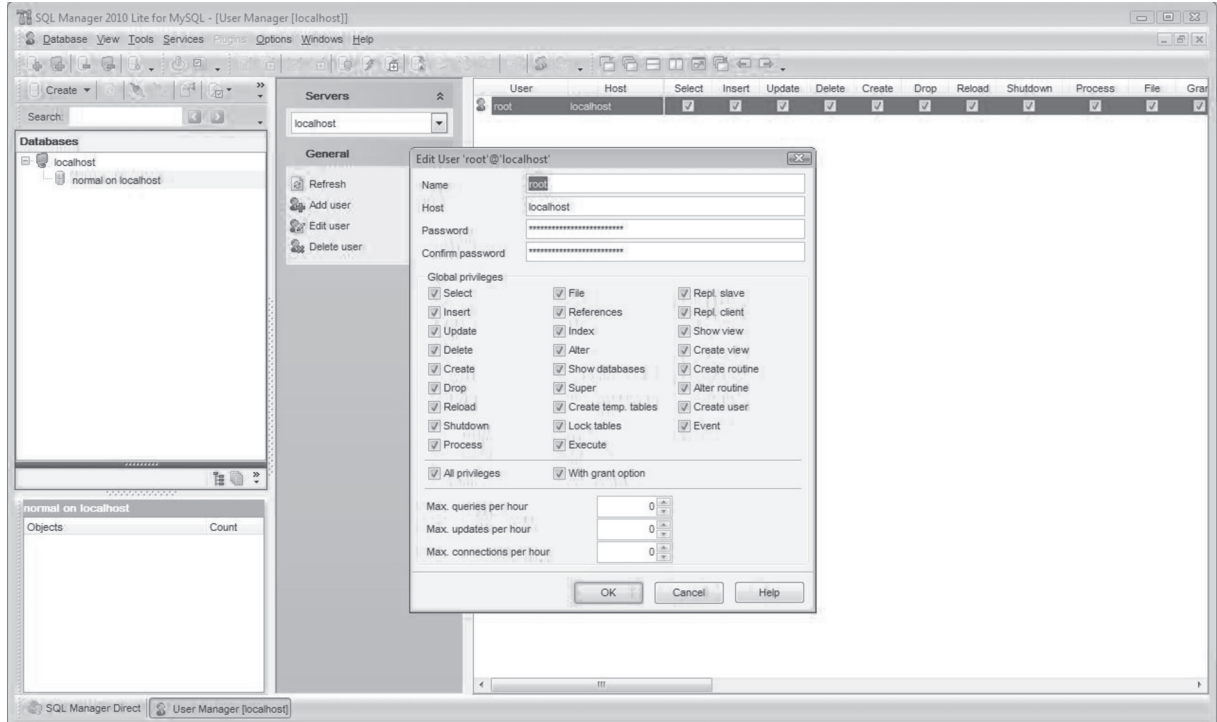 SQL Manager 2010 Lite for MySQL - [User Manager [localhost]]
Database View Tools Services Plugins Options Windows Help
Create
Search:
Databases
localhost
normal on localhost
normal on localhost
Objects Count
Servers
localhost
General
Refresh
Add user
Edit user
Delete user
User Host Select Insert Update Delete Create Drop Reload Shutdown Process File Gran
root localhost
Edit User 'root'@'localhost'
Name root
Host localhost
Password *************************
Confirm password *************************
Global privileges
Select File Repl. slave
Insert References Repl. client
Update Index Show view
Delete Alter Create view
Create Show databases Create routine
Drop Super Alter routine
Reload Create temp. tables Create user
Shutdown Lock tables Event
Process Execute
All privileges With grant option
Max. queries per hour 0
Max. updates per hour 0
Max. connections per hour 0
OK Cancel Help
SQL Manager Direct User Manager [localhost]